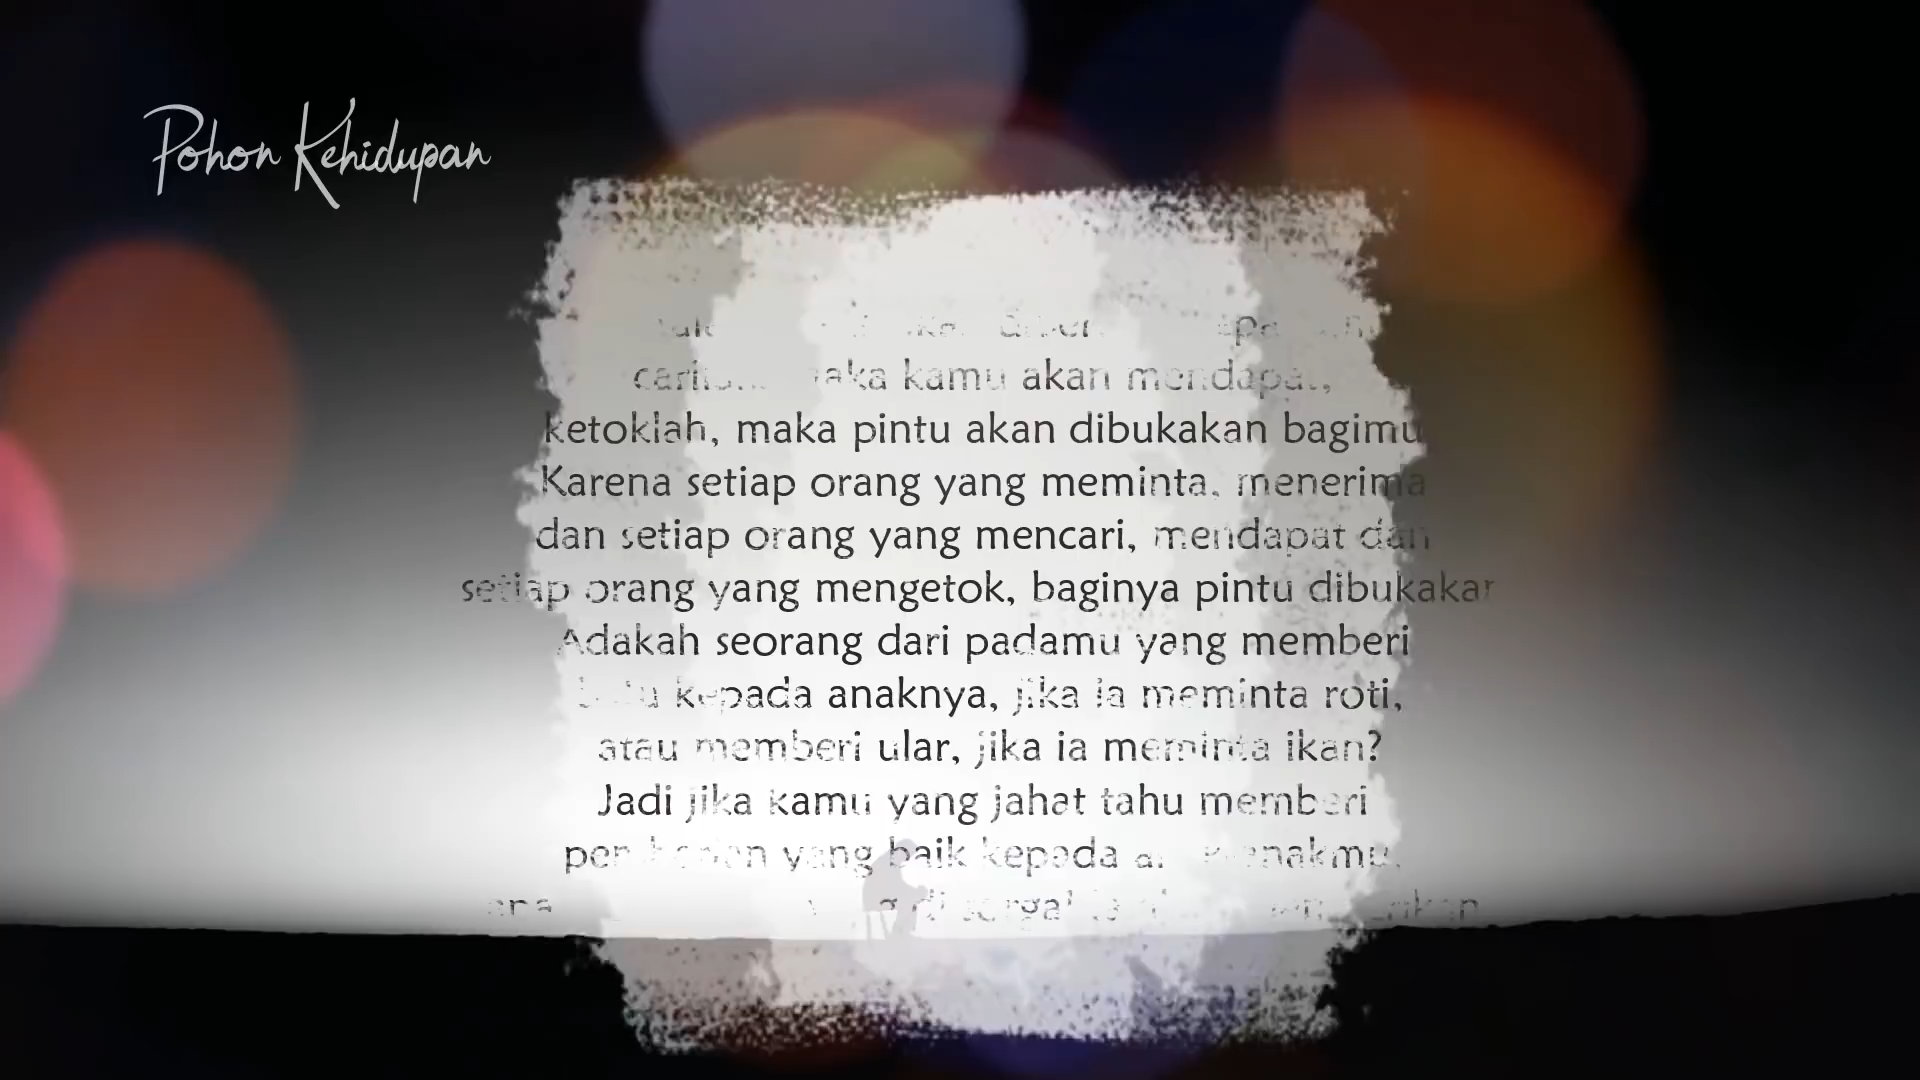 Pohon Kehidupan
kamu akan mendapat,
ketoklah, maka pintu akan dibukakan bagimu
Karena setiap orang yang meminta, menerima
dan setiap orang yang mencari, mendapat dan
setiap orang yang mengetok, baginya pintu dibukakan
Adakah seorang dari padamu yang memberi
kepada anaknya, jika ia meminta roti,
atau memberi ular, jika ia meminta ikan?
Jadi jika kamu yang jahat tahu memberi
yang baik kepada